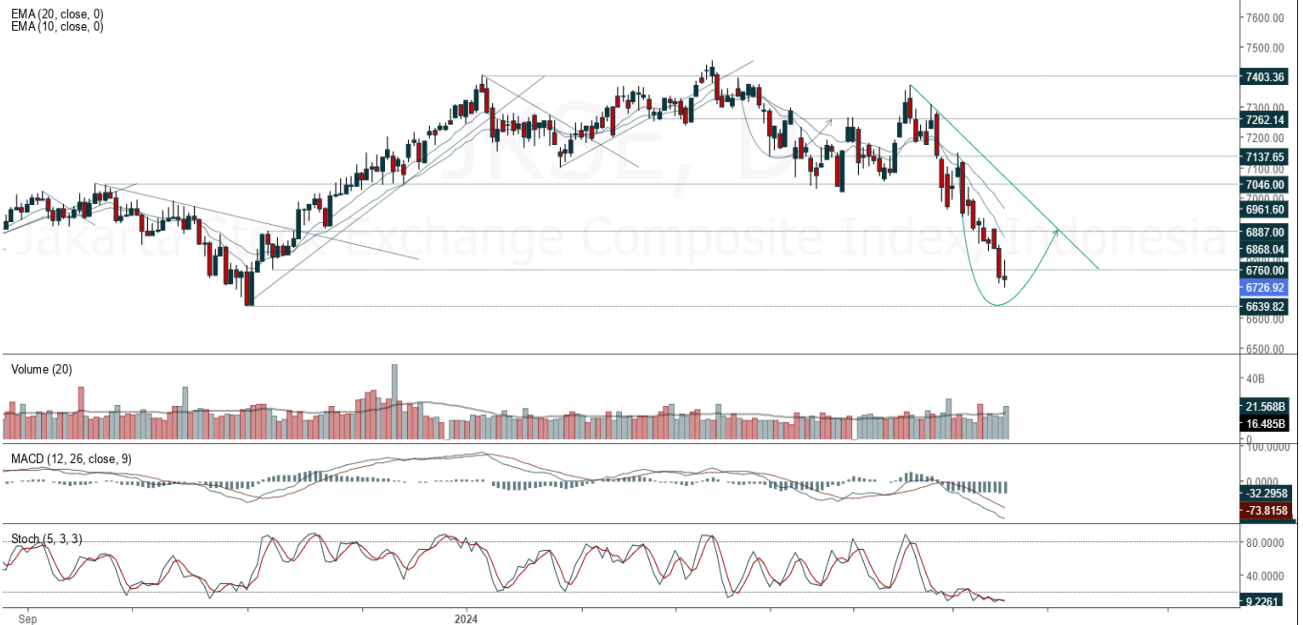 EMA (20, close, 0)
EMA (10, close, 0)
JKSE, D
Jakarta Stock Exchange Composite Index, Indonesia
7600.00
7500.00
7403.36
7300.00
7262.14
7200.00
7137.65
7100.00
7046.00
7000.00
6961.60
6887.00
6868.04
6760.00
6726.92
6639.82
6600.00
6500.00
Volume (20)
40B
21.568B
16.485B
0
MACD (12, 26, close, 9)
100.0000
0.0000
-32.2958
-73.8158
Stoch (5, 3, 3)
80.0000
40.0000
9.2261
Sep
2024